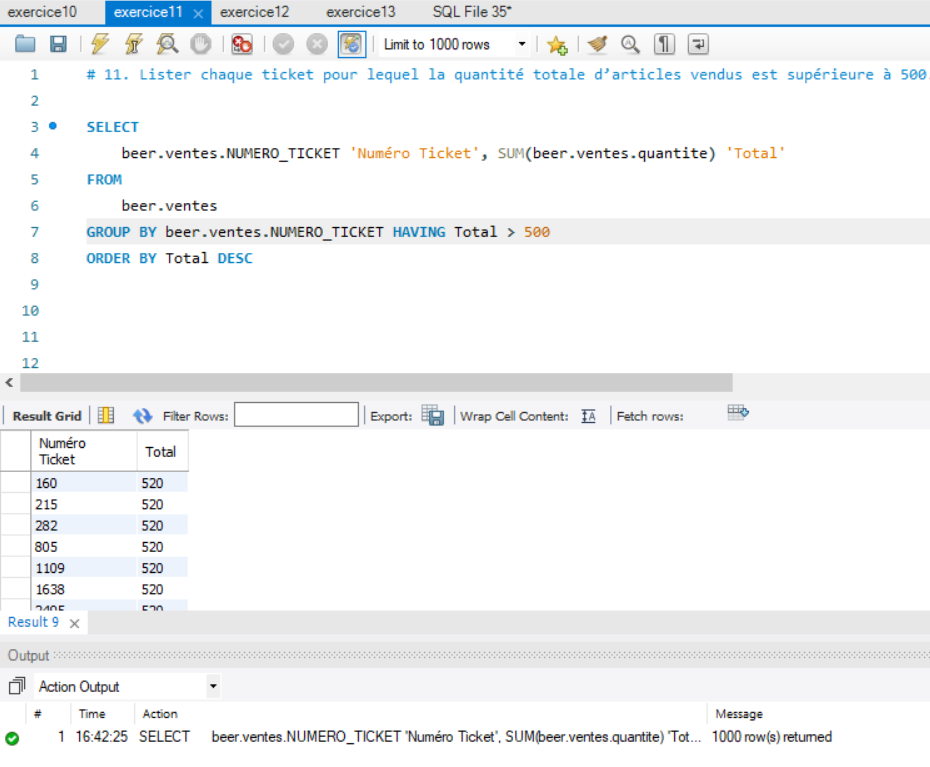 exercice10 exercice11 exercice12 exercice13 SQL File 35*
Limit to 1000 rows
1 # 11. Lister chaque ticket pour lequel la quantité totale d’articles vendus est supérieure à 500.
2
3 SELECT
4 beer.ventes.NUMERO_TICKET 'Numéro Ticket', SUM(beer.ventes.quantite) 'Total'
5 FROM
6 beer.ventes
7 GROUP BY beer.ventes.NUMERO_TICKET HAVING Total > 500
8 ORDER BY Total DESC
9
10
11
12
Result Grid Filter Rows: Export: Wrap Cell Content: Fetch rows:
Numéro Ticket Total
160 520
215 520
282 520
805 520
1109 520
1638 520
2495 520
Result 9
Output
Action Output
# Time Action Message
1 16:42:25 SELECT beer.ventes.NUMERO_TICKET 'Numéro Ticket', SUM(beer.ventes.quantite) 'Tot... 1000 row(s) returned